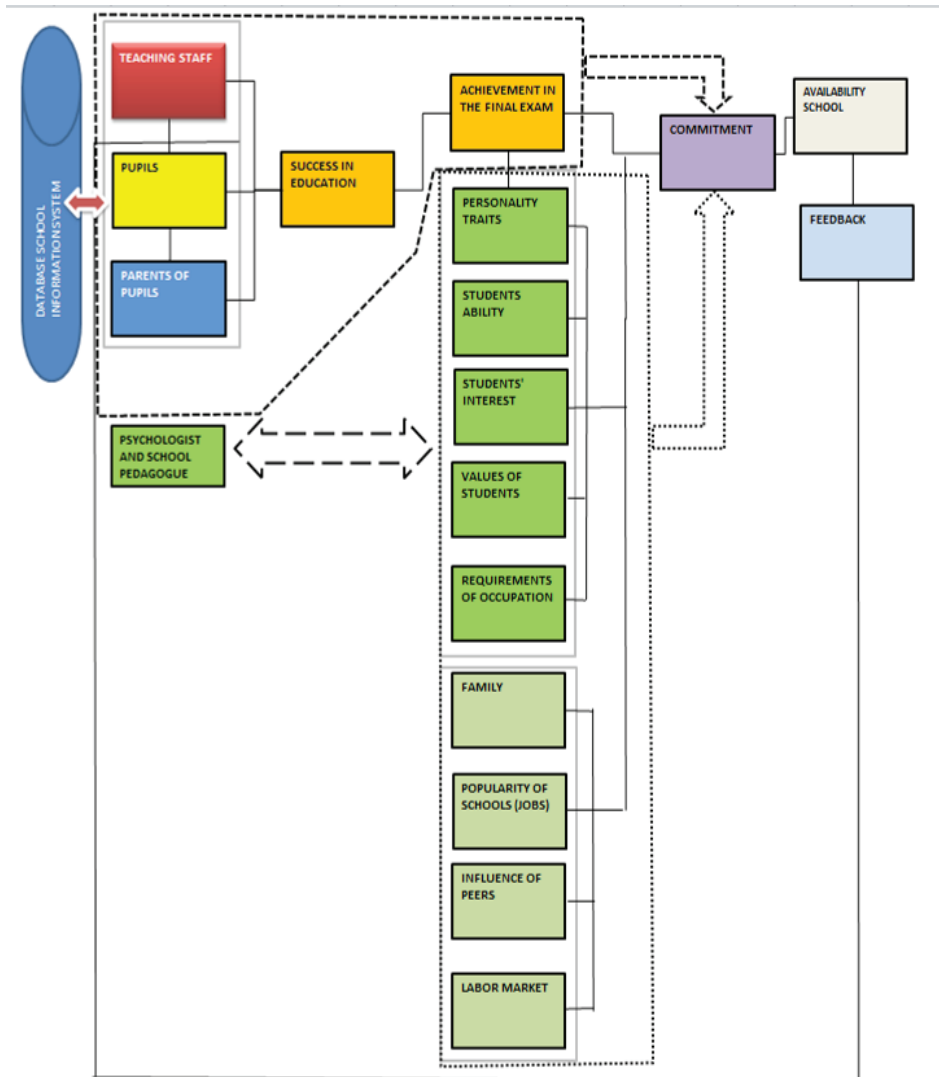 DATABASE SCHOOL
INFORMATIONSYSTEM
TEACHING STAFF
PUPILS
PARENTS OF
PUPILS
SUCCESS IN
EDUCATION
ACHIEVEMENT IN
THE FINAL EXAM
COMMITMENT
AVAILABILITY
SCHOOL
FEEDBACK
PERSONALITY
TRAITS
STUDENTS
ABILITY
STUDENTS'
INTEREST
VALUES OF
STUDENTS
REQUIREMENTS
OF OCCUPATION
PSYCHOLOGIST
AND SCHOOL
PEDAGOGUE
FAMILY
POPULARITY OF
SCHOOLS (JOBS)
INFLUENCE OF
PEERS
LABOR MARKET